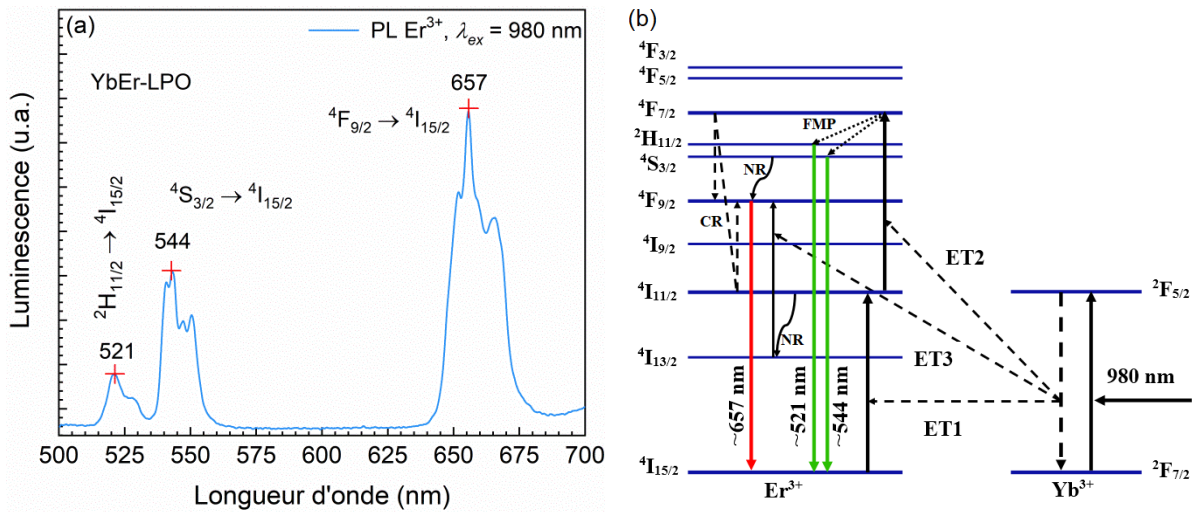 (a)
PL Er³⁺, λₑₓ = 980 nm
YbEr-LPO
657
⁴F₉/₂ → ⁴I₁₅/₂
⁴S₃/₂ → ⁴I₁₅/₂
544
²H₁₁/₂ → ⁴I₁₅/₂
521
Luminescence (u.a.)
500 525 550 575 600 625 650 675 700
Longueur d'onde (nm)
(b)
⁴F₃/₂
⁴F₅/₂
⁴F₇/₂
FMP
²H₁₁/₂
⁴S₃/₂
NR
⁴F₉/₂
CR
⁴I₉/₂
ET2
⁴I₁₁/₂
²F₅/₂
NR
⁴I₁₃/₂
ET3
980 nm
~657 nm
~521 nm
~544 nm
ET1
⁴I₁₅/₂
²F₇/₂
Er³⁺
Yb³⁺